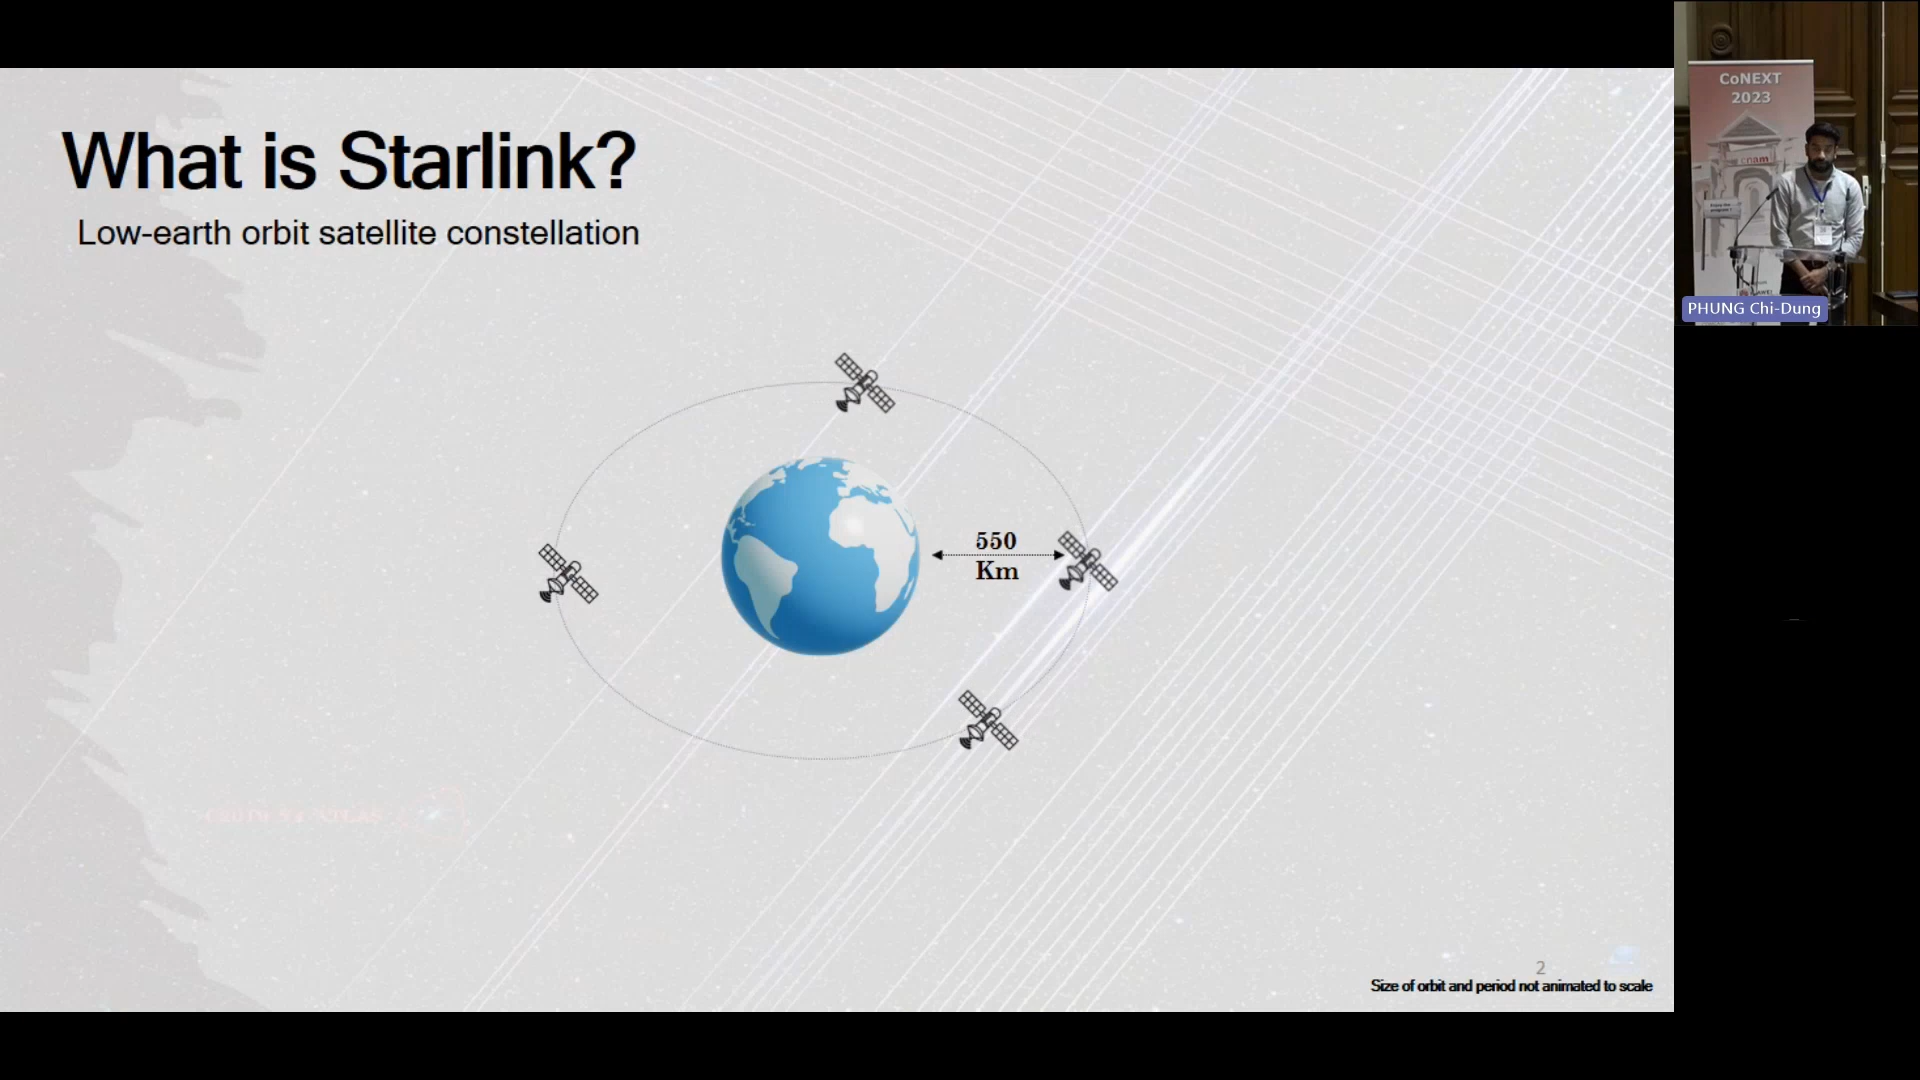 What is Starlink?
Low-earth orbit satellite constellation
550
Km
2
Size of orbit and period not animated to scale
CoNEXT
2023
cnam
PHUNG Chi-Dung